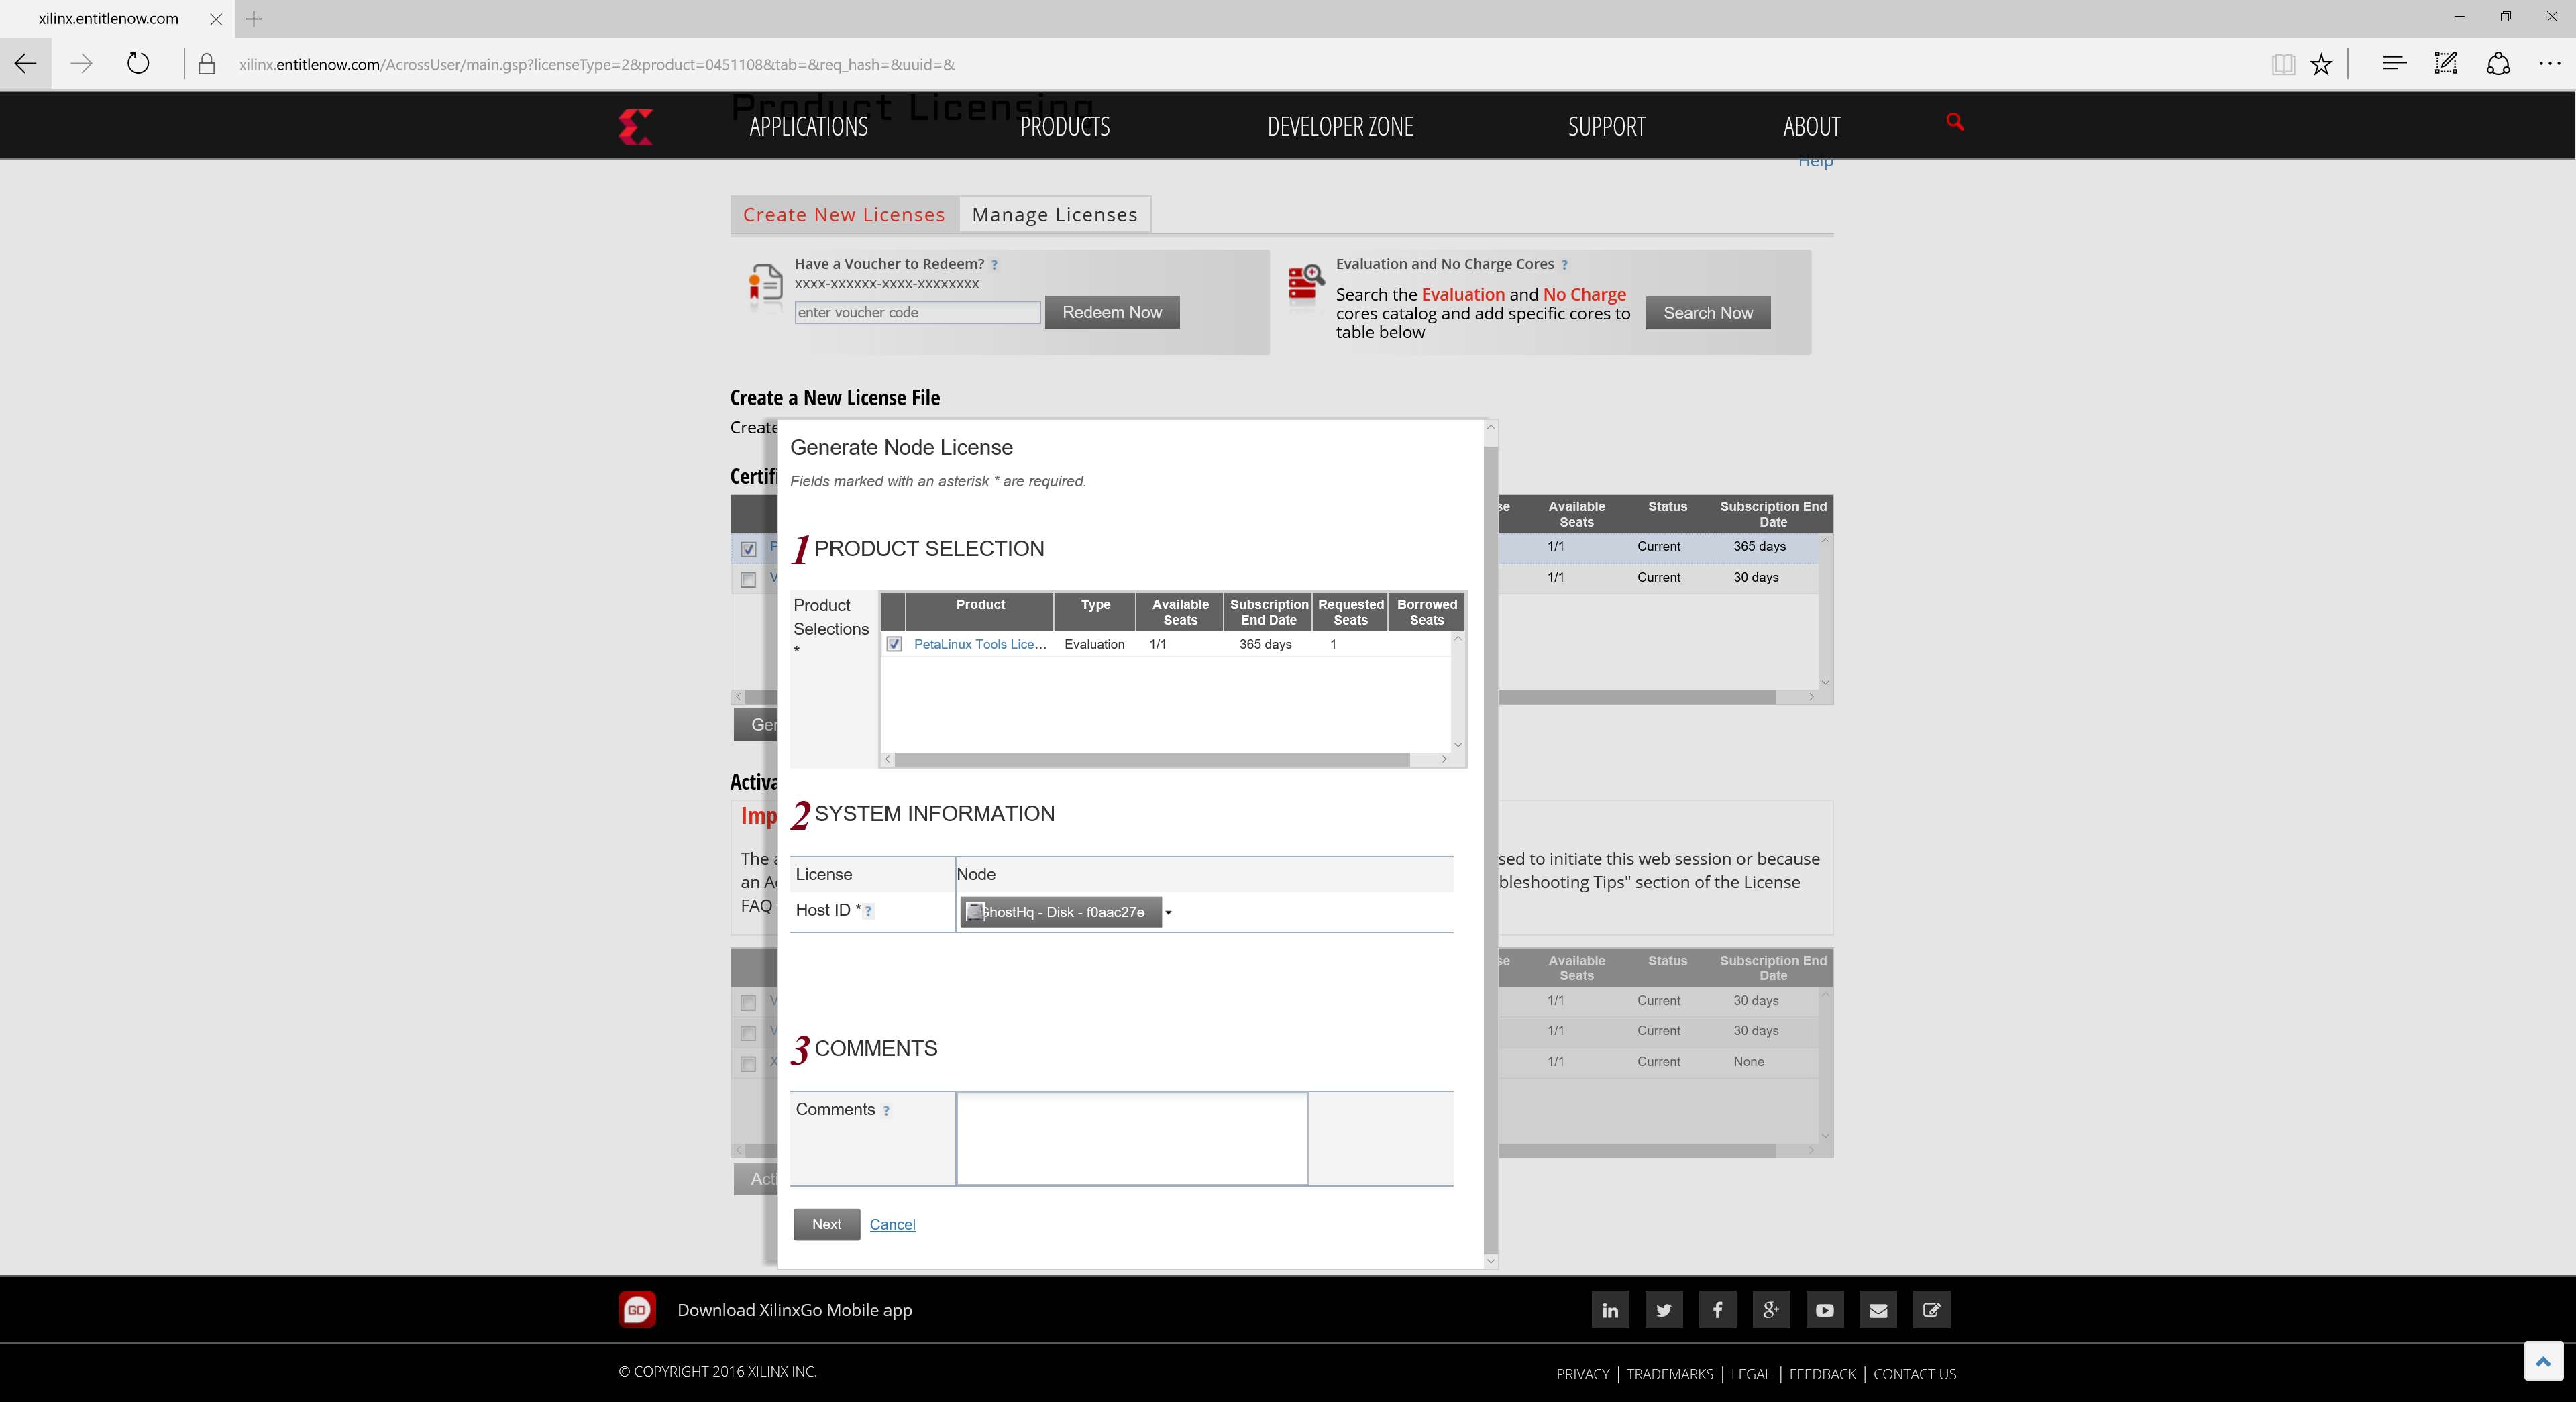 xilinx.entitlenow.com
xilinx.entitlenow.com/AcrossUser/main.gsp?licenseType=2&product=0451108&tab=&req_hash=&uuid=&
Product Licensing
APPLICATIONS PRODUCTS DEVELOPER ZONE SUPPORT ABOUT
Help
Create New Licenses Manage Licenses
Have a Voucher to Redeem? ?
xxxx-xxxxxx-xxxx-xxxxxxxx
enter voucher code Redeem Now
Evaluation and No Charge Cores ?
Search the Evaluation and No Charge
cores catalog and add specific cores to
table below
Search Now
Create a New License File
Create
Certifi
se Available Seats Status Subscription End Date
P 1/1 Current 365 days
V 1/1 Current 30 days
Ger
Activa
Imp
The a sed to initiate this web session or because
an Ac bleshooting Tips" section of the License
FAQ
se Available Seats Status Subscription End Date
V 1/1 Current 30 days
V 1/1 Current 30 days
X 1/1 Current None
Acti
Generate Node License
Fields marked with an asterisk * are required.
1 PRODUCT SELECTION
Product
Selections
*
Product Type Available Seats Subscription End Date Requested Seats Borrowed Seats
PetaLinux Tools Lice... Evaluation 1/1 365 days 1
2 SYSTEM INFORMATION
License Node
Host ID * ? GhostHq - Disk - f0aac27e
3 COMMENTS
Comments ?
Next Cancel
GO Download XilinxGo Mobile app
© COPYRIGHT 2016 XILINX INC.
PRIVACY | TRADEMARKS | LEGAL | FEEDBACK | CONTACT US